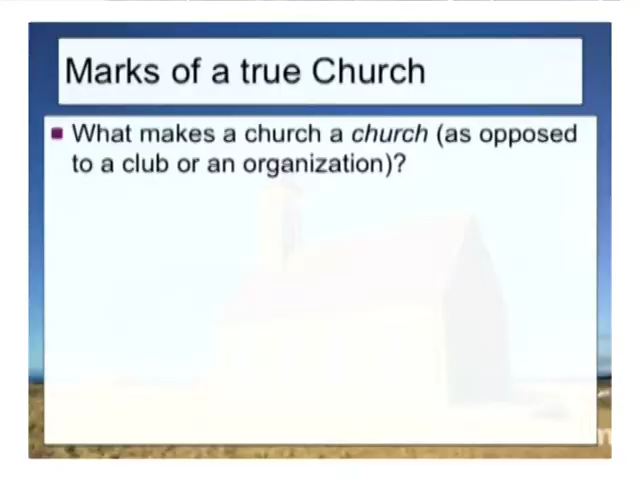 Marks of a true Church
What makes a church a church (as opposed
to a club or an organization)?